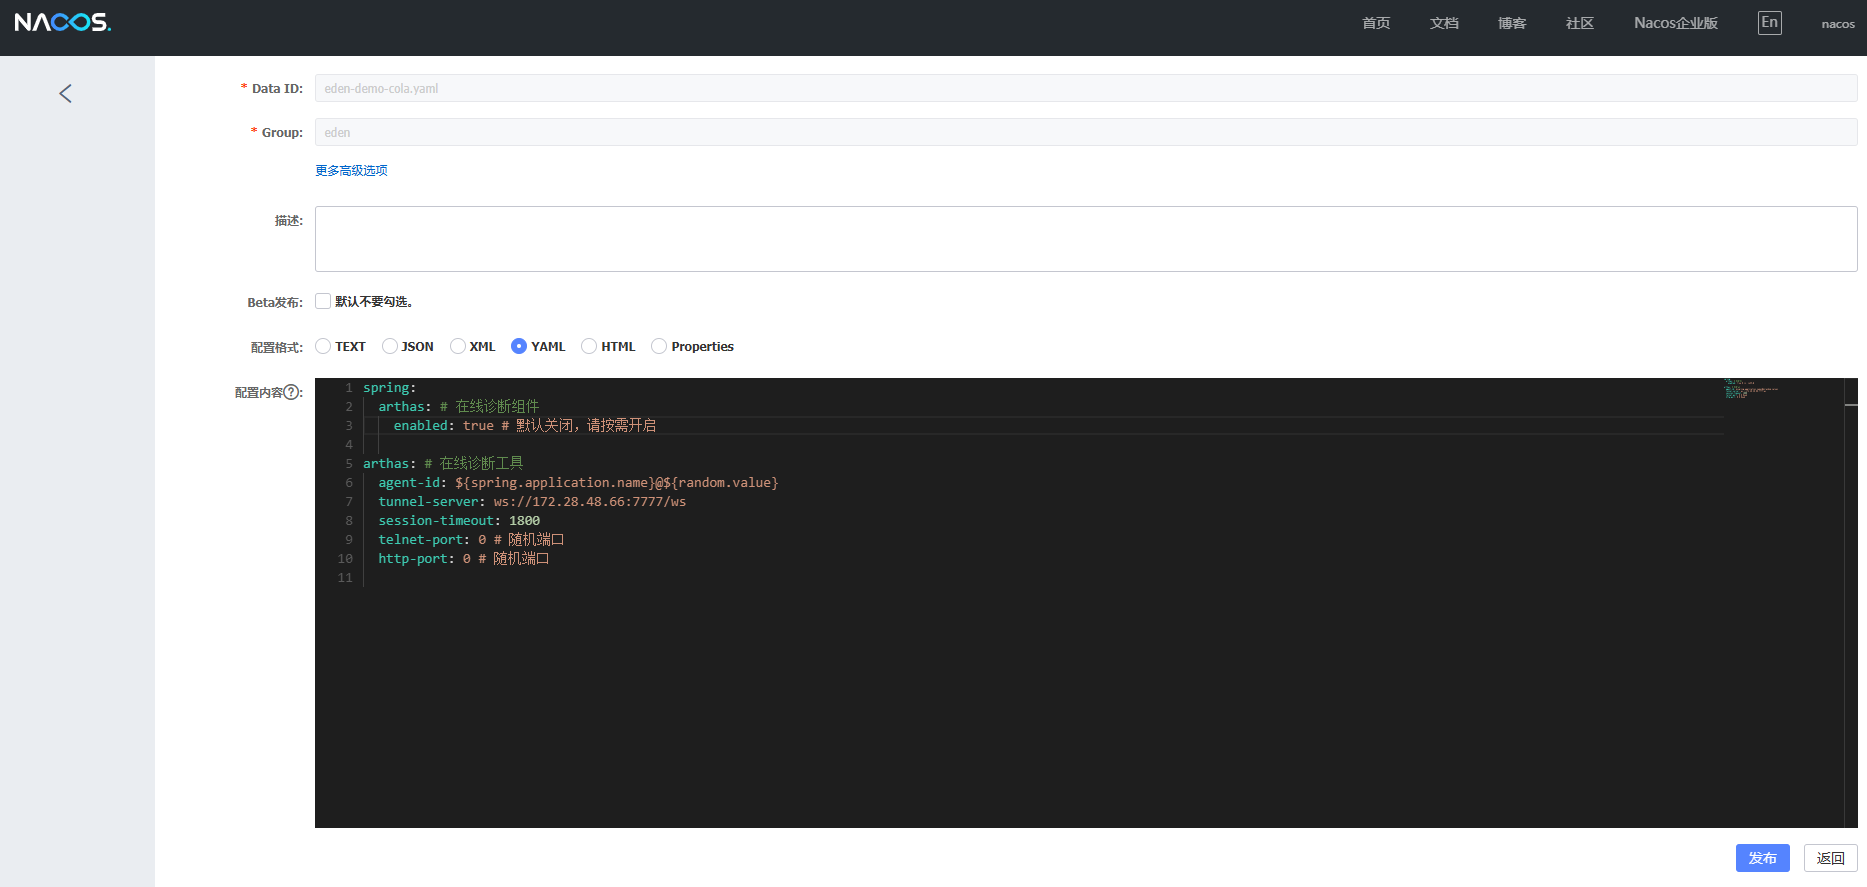 NACOS.
首页 文档 博客 社区 Nacos企业版 En nacos
* Data ID: eden-demo-cola.yaml
* Group: eden
更多高级选项
描述:
Beta发布: 默认不要勾选。
配置格式: TEXT JSON XML YAML HTML Properties
配置内容?:
1 spring:
2 arthas: # 在线诊断组件
3 enabled: true # 默认关闭，请按需开启
4
5 arthas: # 在线诊断工具
6 agent-id: ${spring.application.name}@${random.value}
7 tunnel-server: ws://172.28.48.66:7777/ws
8 session-timeout: 1800
9 telnet-port: 0 # 随机端口
10 http-port: 0 # 随机端口
11
发布 返回